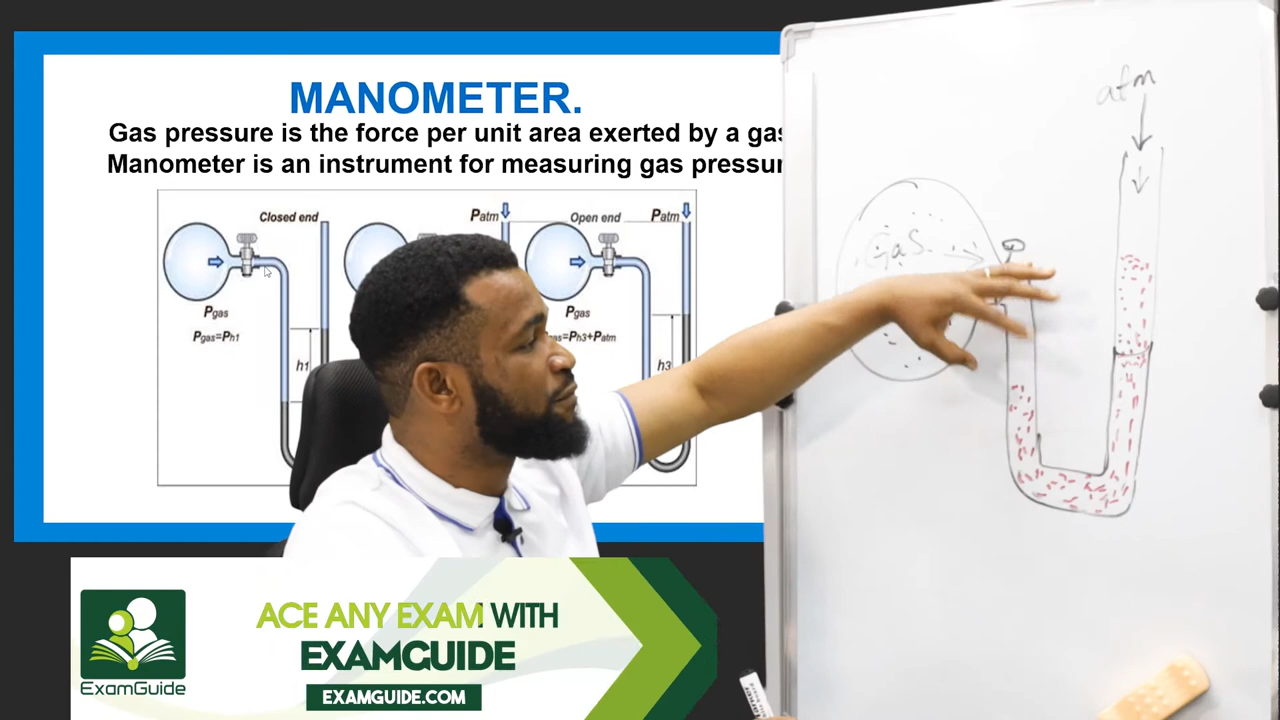 MANOMETER.
Gas pressure is the force per unit area exerted by a gas
Manometer is an instrument for measuring gas pressur
Closed end
Patm
Open end
Patm
Pgas
Pgas
Pgas=Ph1
gas=Ph3+Patm
h1
h3
atm
Gas
ACE ANY EXAM WITH
EXAMGUIDE
EXAMGUIDE.COM
ExamGuide